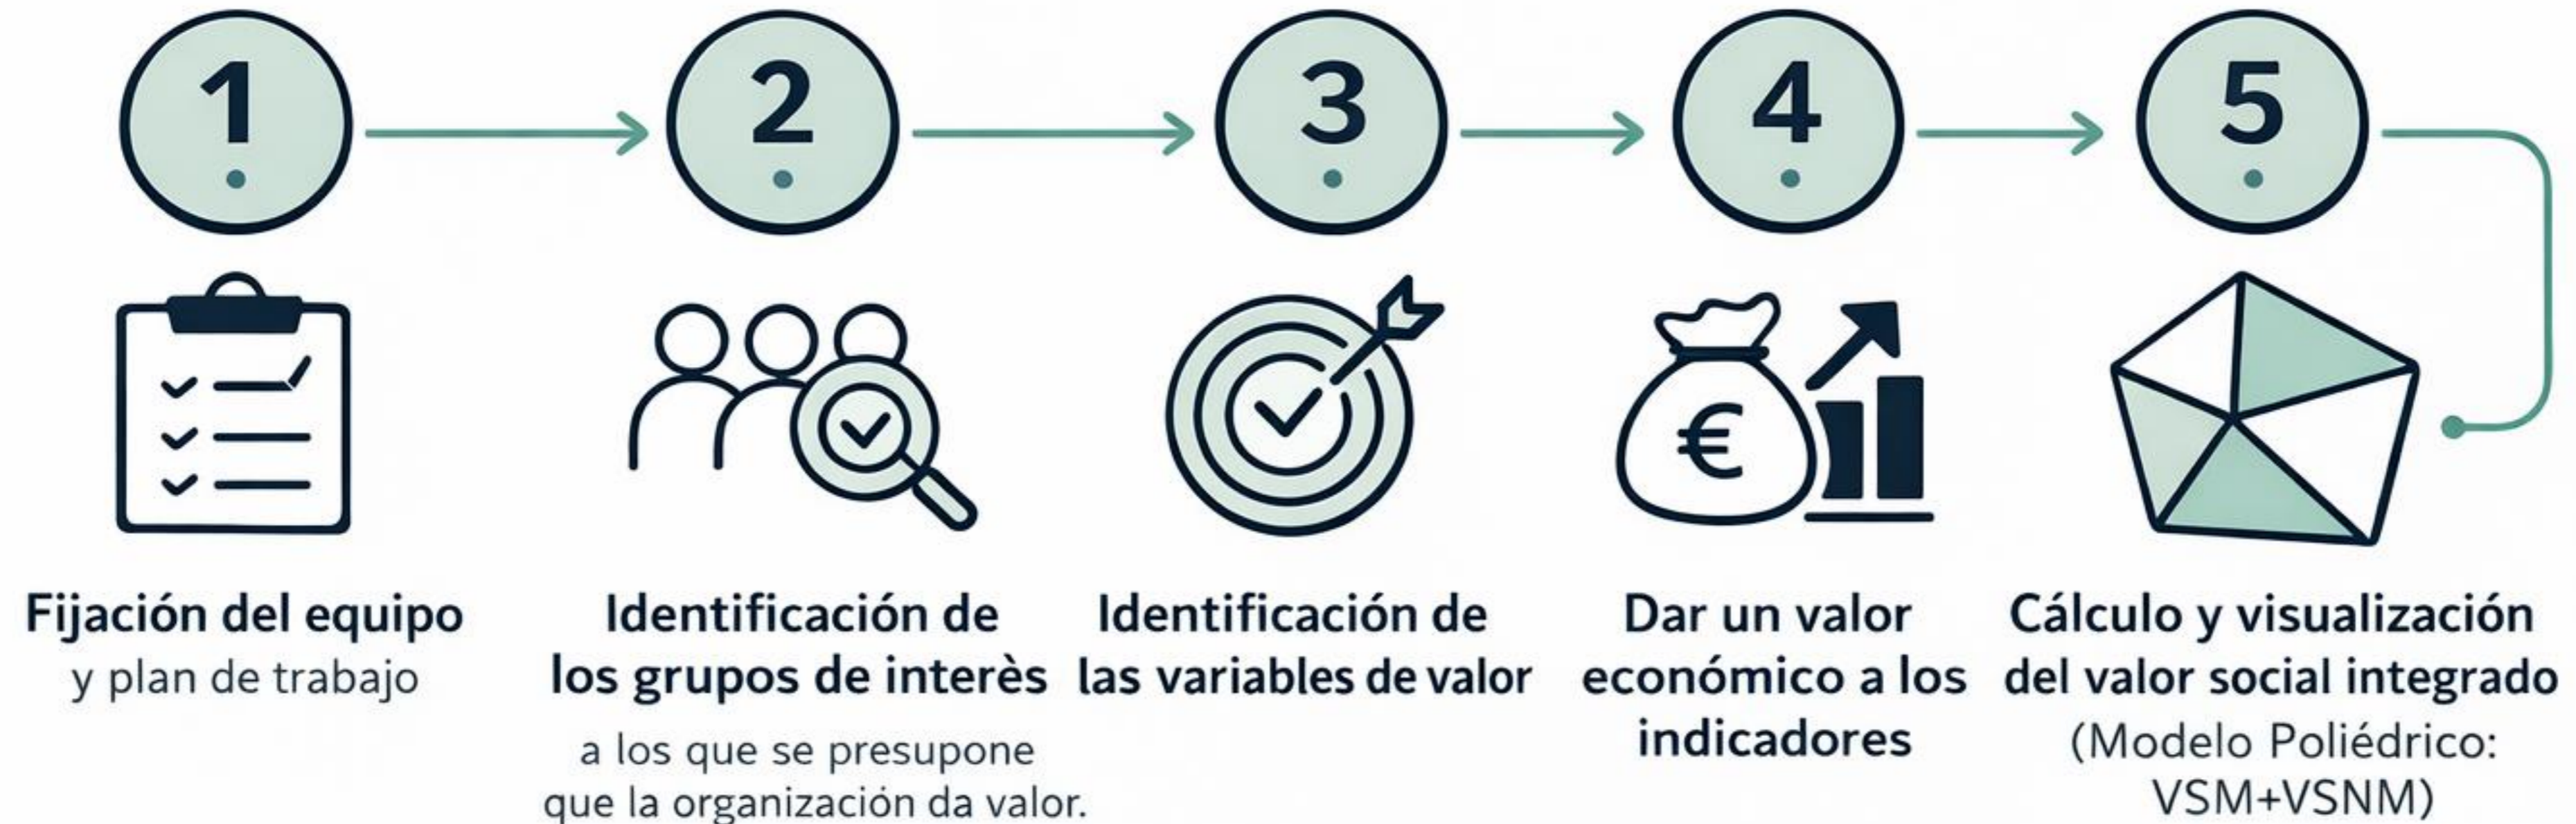 1
2
3
4
5
€
Fijación del equipo
y plan de trabajo
Identificación de
los grupos de interès
a los que se presupone
que la organización da valor.
Identificación de
las variables de valor
Dar un valor
económico a los
indicadores
Cálculo y visualización
del valor social integrado
(Modelo Poliédrico:
VSM+VSNM)